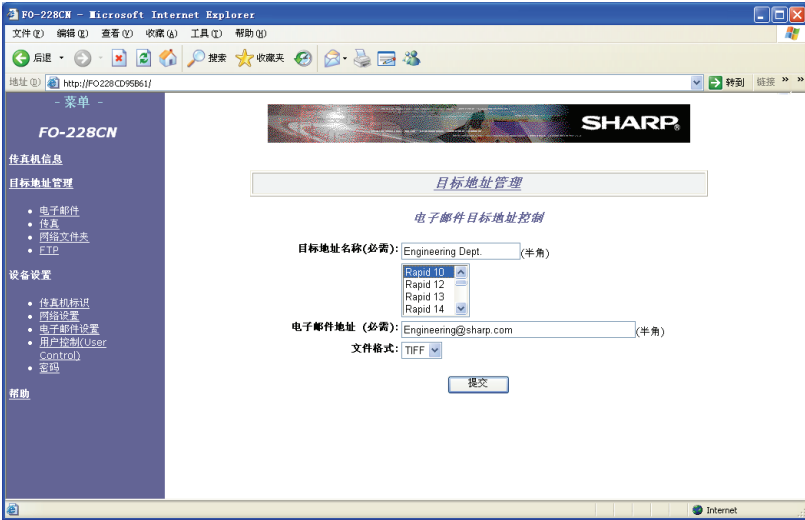 FO-228CN - Microsoft Internet Explorer
文件(F) 编辑(E) 查看(V) 收藏(A) 工具(T) 帮助(H)
后退 搜索 收藏夹
地址(D) http://FO228CD95B61/ 转到 链接 »
- 菜单 -
FO-228CN
传真机信息
目标地址管理
• 电子邮件
• 传真
• 网络文件夹
• FTP
设备设置
• 传真机标识
• 网络设置
• 电子邮件设置
• 用户控制(User
Control)
• 密码
帮助
SHARP
目标地址管理
电子邮件目标地址控制
目标地址名称(必需): Engineering Dept. (半角)
Rapid 10
Rapid 12
Rapid 13
Rapid 14
电子邮件地址 (必需): Engineering@sharp.com (半角)
文件格式: TIFF
提交
Internet